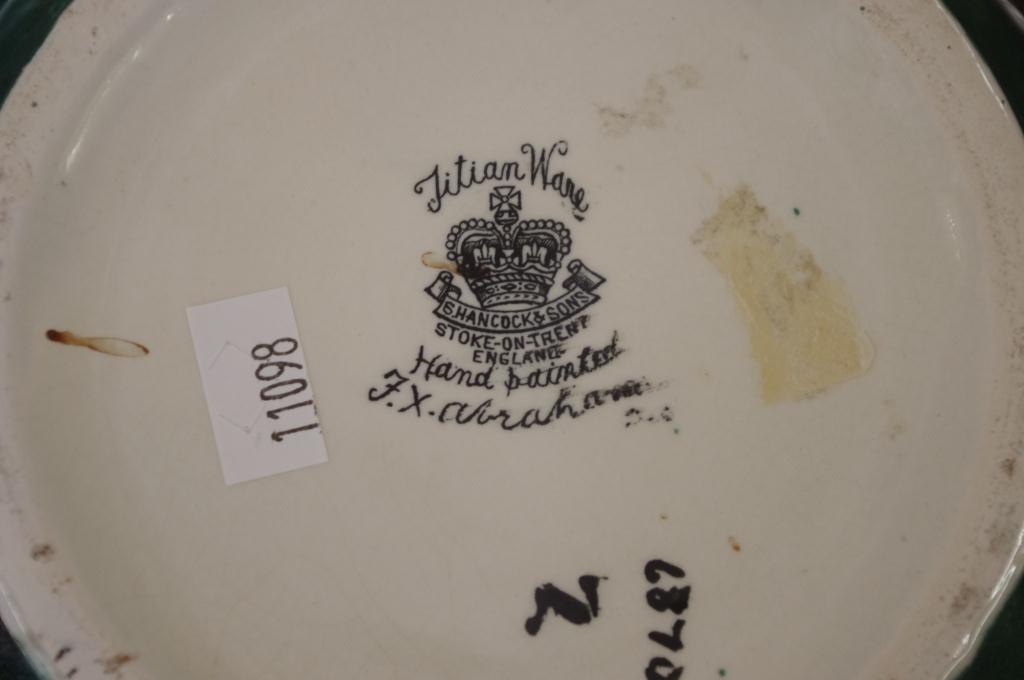 Titian Ware
S. HANCOCK & SONS
STOKE-ON-TRENT
ENGLAND
Hand painted
F.X. Abraham
11098